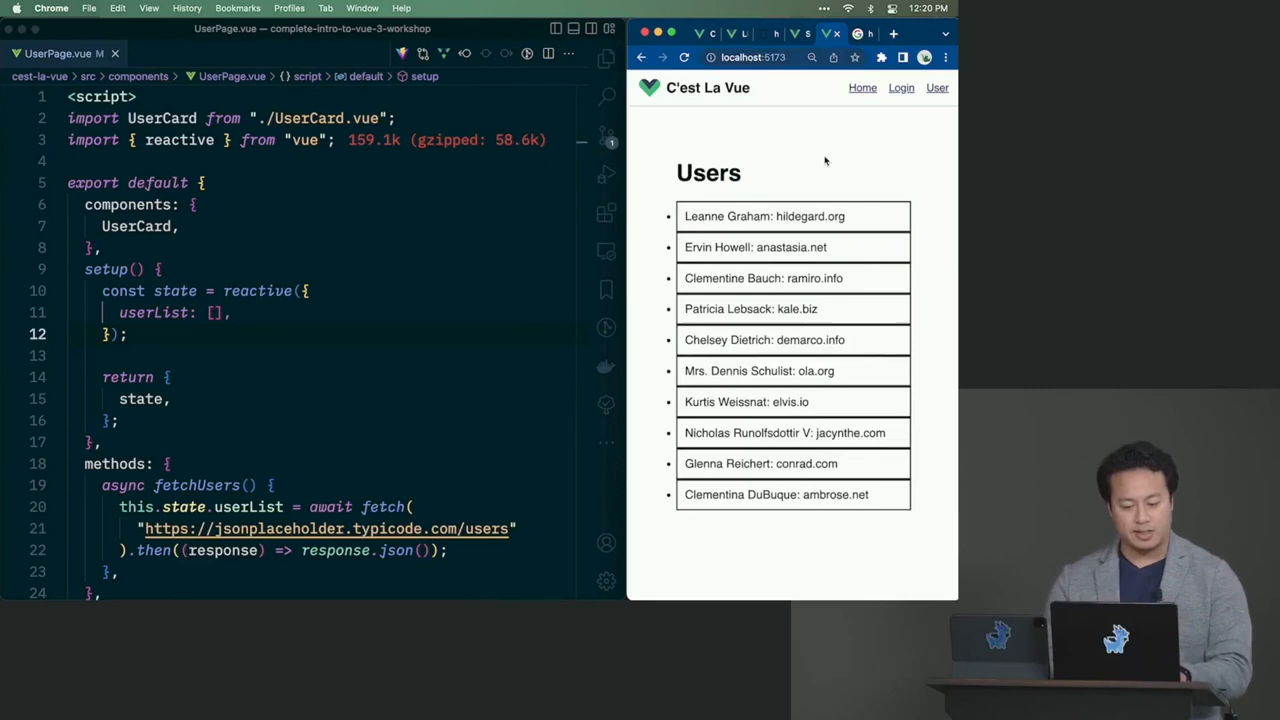 Chrome File Edit View History Bookmarks Profiles Tab Window Help 12:20 PM
UserPage.vue — complete-intro-to-vue-3-workshop
UserPage.vue M
cest-la-vue > src > components > UserPage.vue > {} script > default > setup
1 <script>
2 import UserCard from "./UserCard.vue";
3 import { reactive } from "vue"; 159.1k (gzipped: 58.6k)
4
5 export default {
6 components: {
7 UserCard,
8 },
9 setup() {
10 const state = reactive({
11 userList: [],
12 });
13
14 return {
15 state,
16 };
17 },
18 methods: {
19 async fetchUsers() {
20 this.state.userList = await fetch(
21 "https://jsonplaceholder.typicode.com/users"
22 ).then((response) => response.json());
23 },
24 },
1
C Li h S h
localhost:5173
C'est La Vue Home Login User
Users
• Leanne Graham: hildegard.org
• Ervin Howell: anastasia.net
• Clementine Bauch: ramiro.info
• Patricia Lebsack: kale.biz
• Chelsey Dietrich: demarco.info
• Mrs. Dennis Schulist: ola.org
• Kurtis Weissnat: elvis.io
• Nicholas Runolfsdottir V: jacynthe.com
• Glenna Reichert: conrad.com
• Clementina DuBuque: ambrose.net